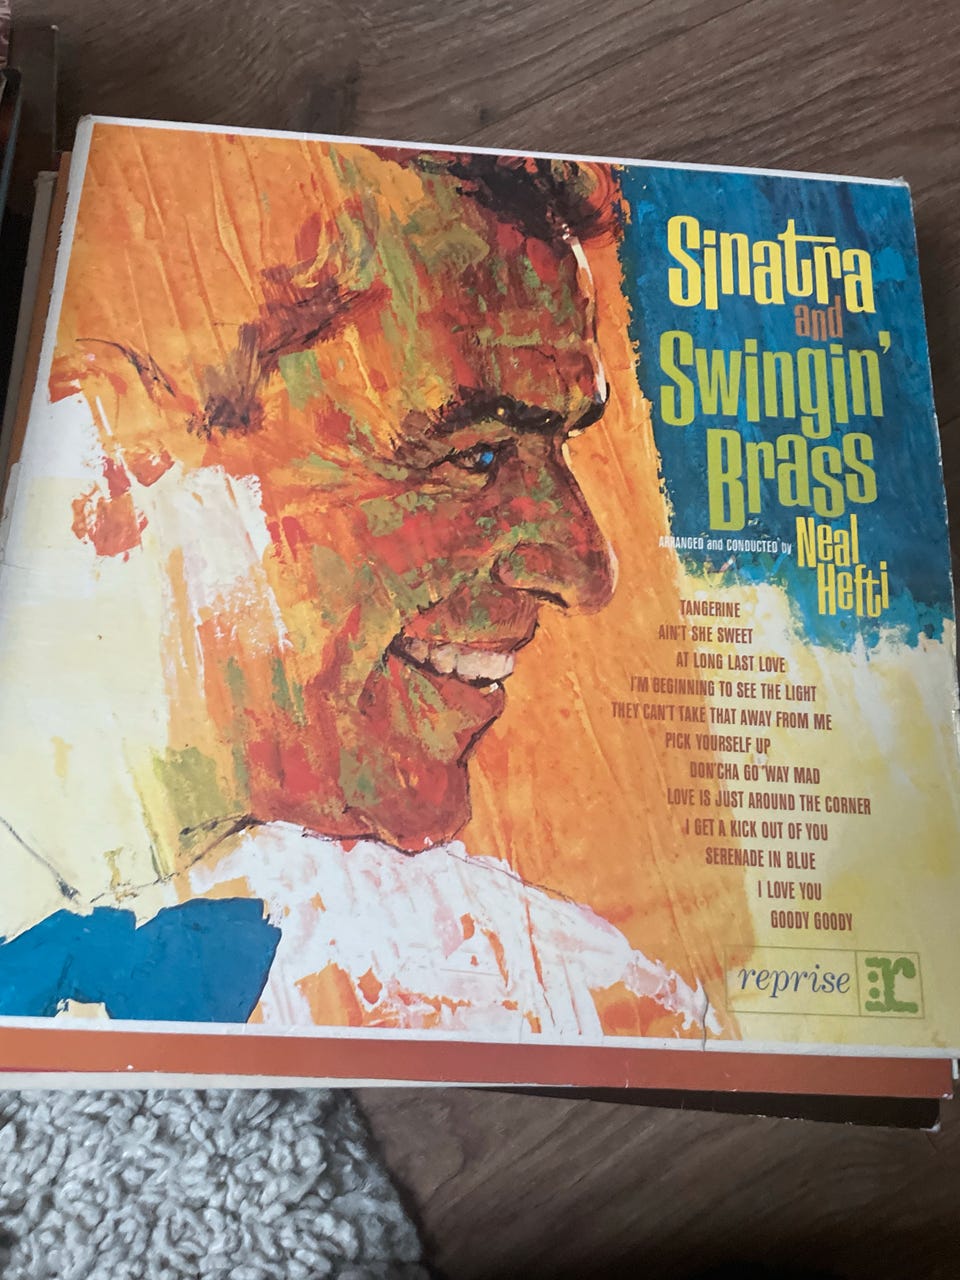 Sinatra
and
Swingin'
Brass
ARRANGED and CONDUCTED by Neal
Hefti
TANGERINE
AIN'T SHE SWEET
AT LONG LAST LOVE
I'M BEGINNING TO SEE THE LIGHT
THEY CAN'T TAKE THAT AWAY FROM ME
PICK YOURSELF UP
DON'CHA GO 'WAY MAD
LOVE IS JUST AROUND THE CORNER
I GET A KICK OUT OF YOU
SERENADE IN BLUE
I LOVE YOU
GOODY GOODY
reprise r